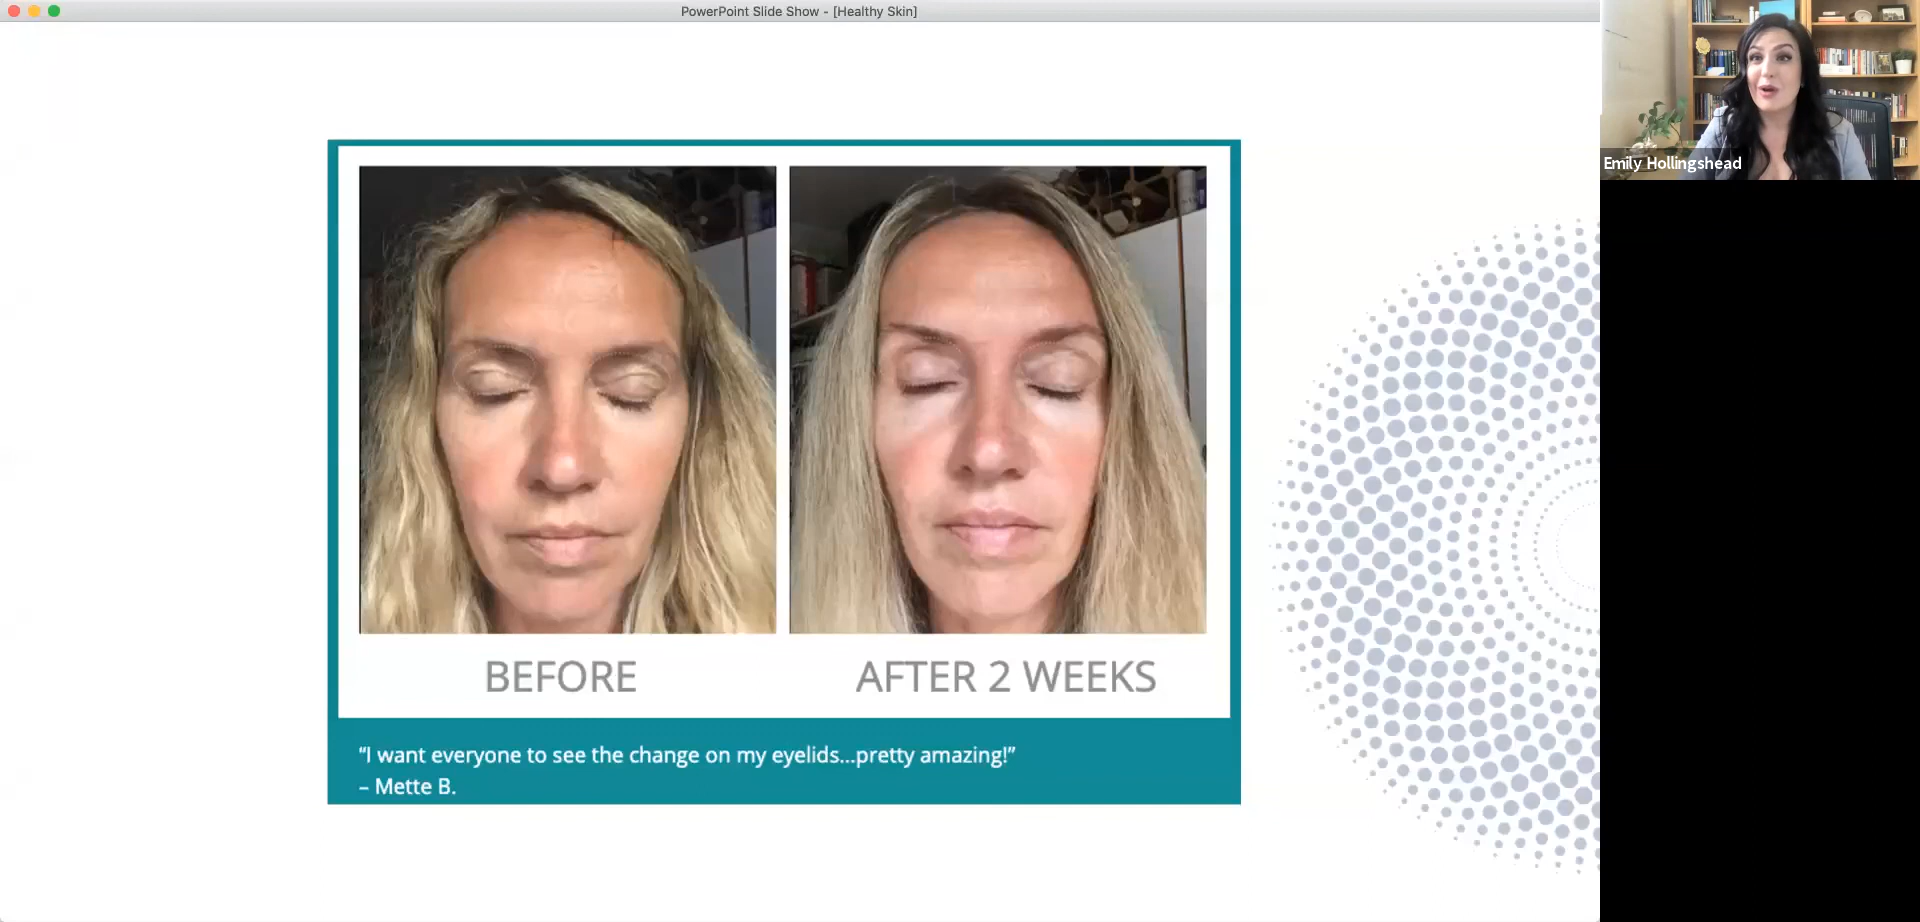 PowerPoint Slide Show - [Healthy Skin]
Emily Hollingshead
BEFORE
AFTER 2 WEEKS
“I want everyone to see the change on my eyelids...pretty amazing!”
– Mette B.